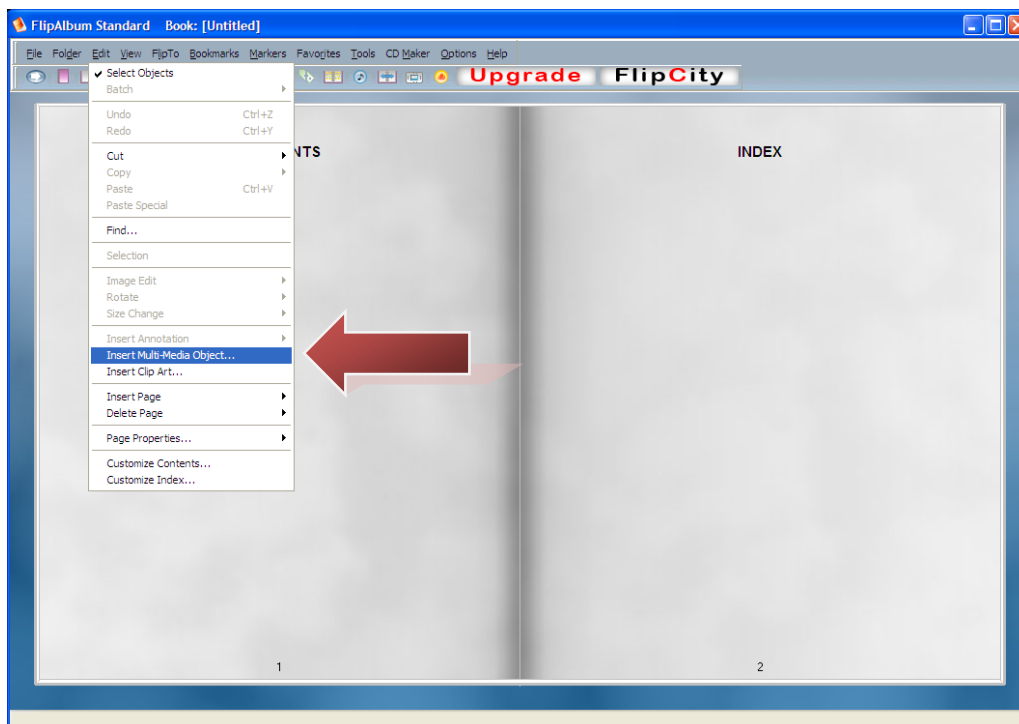 FlipAlbum Standard Book: [Untitled]
File Folder Edit View FlipTo Bookmarks Markers Favorites Tools CD Maker Options Help
Upgrade FlipCity
Select Objects
Batch
Undo Ctrl+Z
Redo Ctrl+Y
Cut
Copy
Paste Ctrl+V
Paste Special
Find...
Selection
Image Edit
Rotate
Size Change
Insert Annotation
Insert Multi-Media Object...
Insert Clip Art...
Insert Page
Delete Page
Page Properties...
Customize Contents...
Customize Index...
NTS
INDEX
1
2